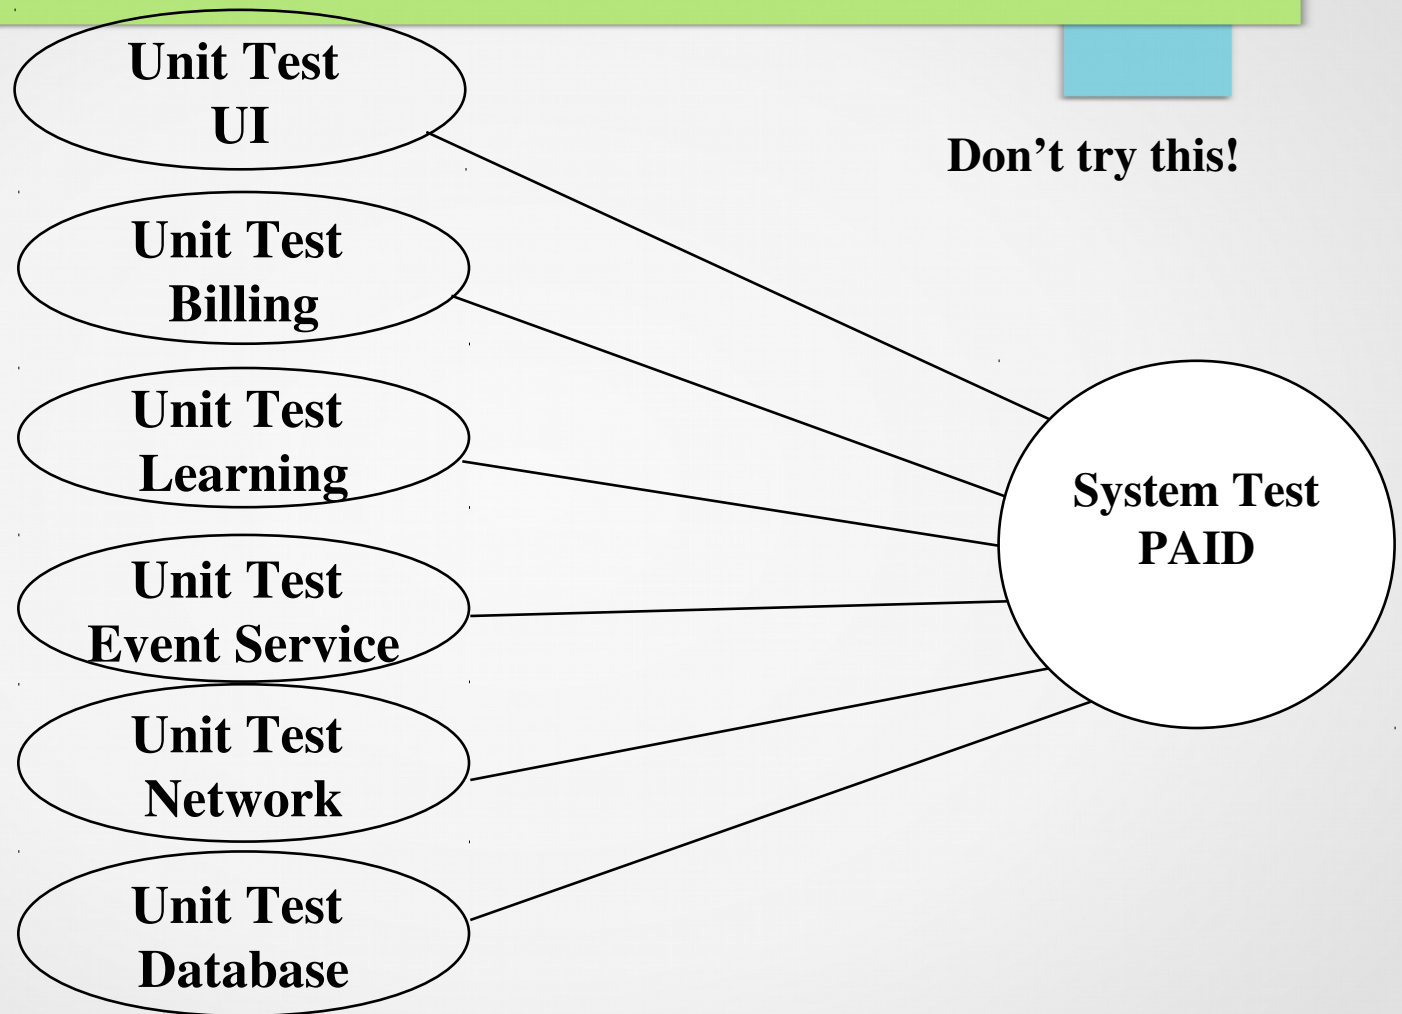 Unit Test
UI
Don’t try this!
Unit Test
Billing
Unit Test
Learning
System Test
PAID
Unit Test
Event Service
Unit Test
Network
Unit Test
Database